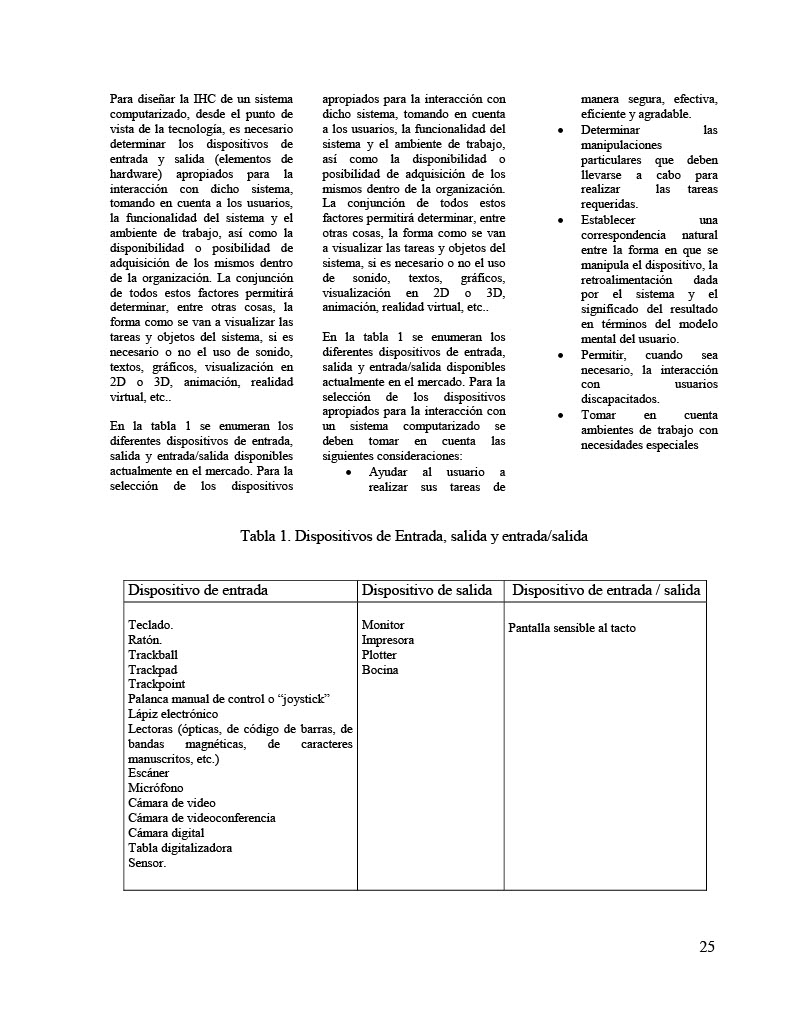 Para diseñar la IHC de un sistema
computarizado, desde el punto de
vista de la tecnología, es necesario
determinar los dispositivos de
entrada y salida (elementos de
hardware) apropiados para la
interacción con dicho sistema,
tomando en cuenta a los usuarios,
la funcionalidad del sistema y el
ambiente de trabajo, así como la
disponibilidad o posibilidad de
adquisición de los mismos dentro
de la organización. La conjunción
de todos estos factores permitirá
determinar, entre otras cosas, la
forma como se van a visualizar las
tareas y objetos del sistema, si es
necesario o no el uso de sonido,
textos, gráficos, visualización en
2D o 3D, animación, realidad
virtual, etc..
En la tabla 1 se enumeran los
diferentes dispositivos de entrada,
salida y entrada/salida disponibles
actualmente en el mercado. Para la
selección de los dispositivos
apropiados para la interacción con
dicho sistema, tomando en cuenta
a los usuarios, la funcionalidad del
sistema y el ambiente de trabajo,
así como la disponibilidad o
posibilidad de adquisición de los
mismos dentro de la organización.
La conjunción de todos estos
factores permitirá determinar, entre
otras cosas, la forma como se van
a visualizar las tareas y objetos del
sistema, si es necesario o no el uso
de sonido, textos, gráficos,
visualización en 2D o 3D,
animación, realidad virtual, etc..
En la tabla 1 se enumeran los
diferentes dispositivos de entrada,
salida y entrada/salida disponibles
actualmente en el mercado. Para la
selección de los dispositivos
apropiados para la interacción con
un sistema computarizado se
deben tomar en cuenta las
siguientes consideraciones:
• Ayudar al usuario a
realizar sus tareas de
manera segura, efectiva,
eficiente y agradable.
• Determinar las
manipulaciones
particulares que deben
llevarse a cabo para
realizar las tareas
requeridas.
• Establecer una
correspondencia natural
entre la forma en que se
manipula el dispositivo, la
retroalimentación dada
por el sistema y el
significado del resultado
en términos del modelo
mental del usuario.
• Permitir, cuando sea
necesario, la interacción
con usuarios
discapacitados.
• Tomar en cuenta
ambientes de trabajo con
necesidades especiales
Tabla 1. Dispositivos de Entrada, salida y entrada/salida
Dispositivo de entrada
Dispositivo de salida
Dispositivo de entrada / salida
Teclado.
Ratón.
Trackball
Trackpad
Trackpoint
Palanca manual de control o “joystick”
Lápiz electrónico
Lectoras (ópticas, de código de barras, de
bandas magnéticas, de caracteres
manuscritos, etc.)
Escáner
Micrófono
Cámara de video
Cámara de videoconferencia
Cámara digital
Tabla digitalizadora
Sensor.
Monitor
Impresora
Plotter
Bocina
Pantalla sensible al tacto
25